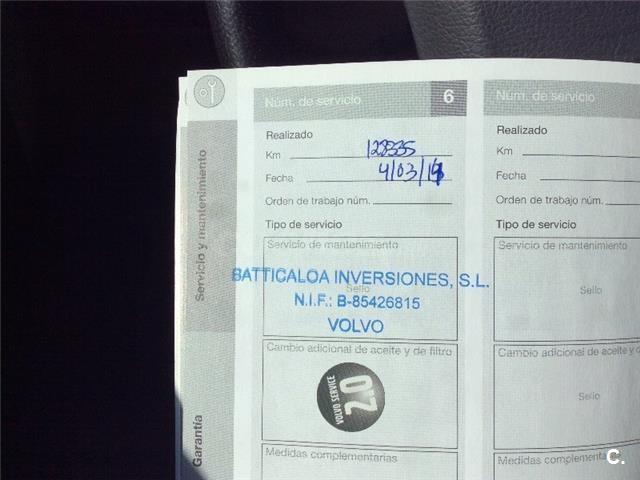 Núm. de servicio 6
Realizado
Km 128335
Fecha 4/03/
Orden de trabajo núm.
Tipo de servicio
Servicio de mantenimiento
Sello
BATTICALOA INVERSIONES, S.L.
N.I.F.: B-85426815
VOLVO
Cambio adicional de aceite y de filtro
VOLVO SERVICE
2.0
Medidas complementarias
Núm. de servicio
Realizado
Km
Fecha
Orden de trabajo núm.
Tipo de servicio
Servicio de mantenimiento
Sello
Cambio adicional de aceite y d
Sello
Medidas complementa
Servicio y mantenimiento
Garantía
C.